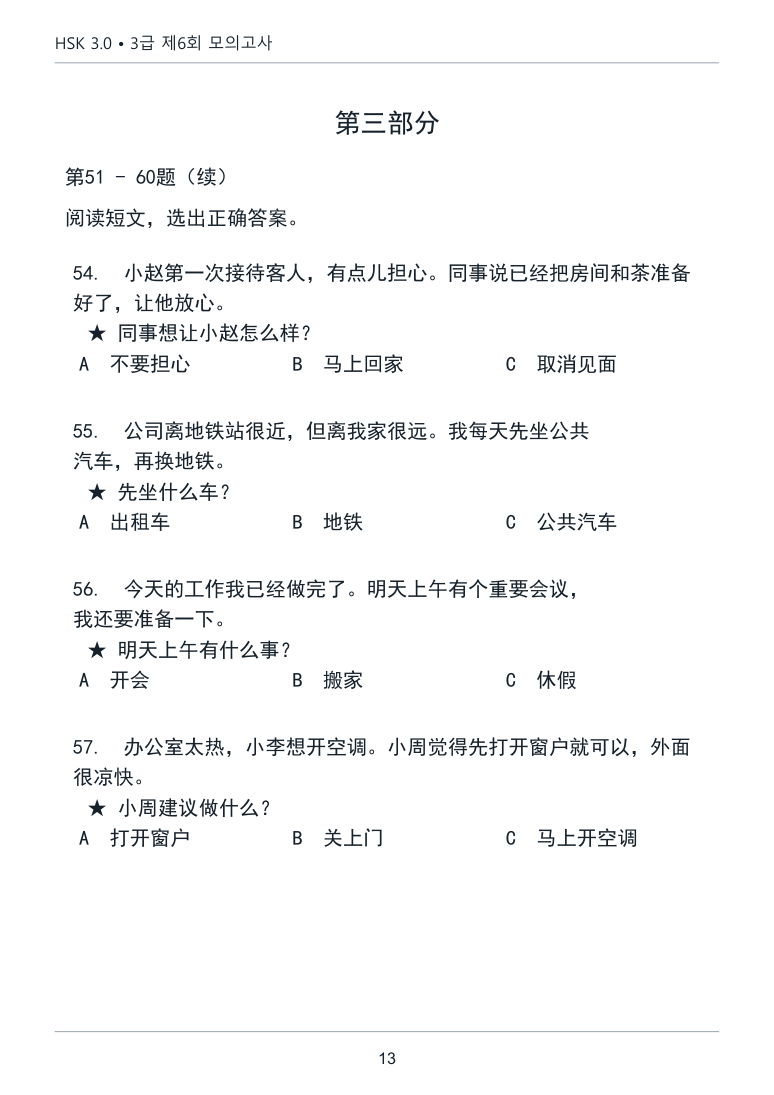 HSK 3.0 • 3급 제6회 모의고사
第三部分
第51 - 60题（续）
阅读短文，选出正确答案。
54. 小赵第一次接待客人，有点儿担心。同事说已经把房间和茶准备
好了，让他放心。
★ 同事想让小赵怎么样？
A 不要担心 B 马上回家 C 取消见面
55. 公司离地铁站很近，但离我家很远。我每天先坐公共
汽车，再换地铁。
★ 先坐什么车？
A 出租车 B 地铁 C 公共汽车
56. 今天的工作我已经做完了。明天上午有个重要会议，
我还要准备一下。
★ 明天上午有什么事？
A 开会 B 搬家 C 休假
57. 办公室太热，小李想开空调。小周觉得先打开窗户就可以，外面
很凉快。
★ 小周建议做什么？
A 打开窗户 B 关上门 C 马上开空调
13